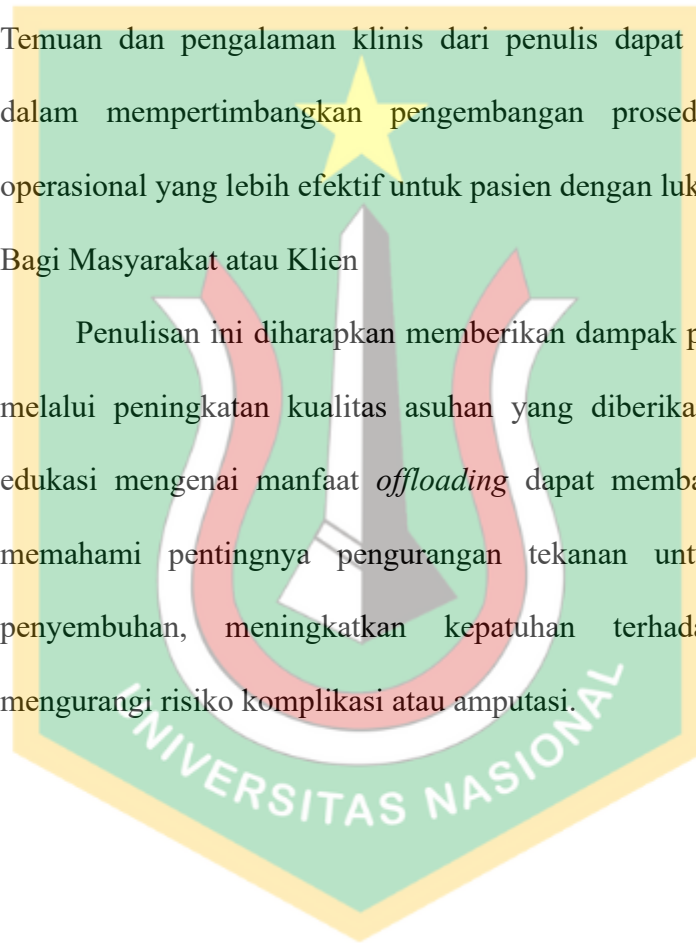 Temuan dan pengalaman klinis dari penulis dapat
dalam mempertimbangkan pengembangan prosed
operasional yang lebih efektif untuk pasien dengan luk
Bagi Masyarakat atau Klien
Penulisan ini diharapkan memberikan dampak p
melalui peningkatan kualitas asuhan yang diberika
edukasi mengenai manfaat offloading dapat memba
memahami pentingnya pengurangan tekanan unt
penyembuhan, meningkatkan kepatuhan terhada
mengurangi risiko komplikasi atau amputasi.
UNIVERSITAS NASIONAL